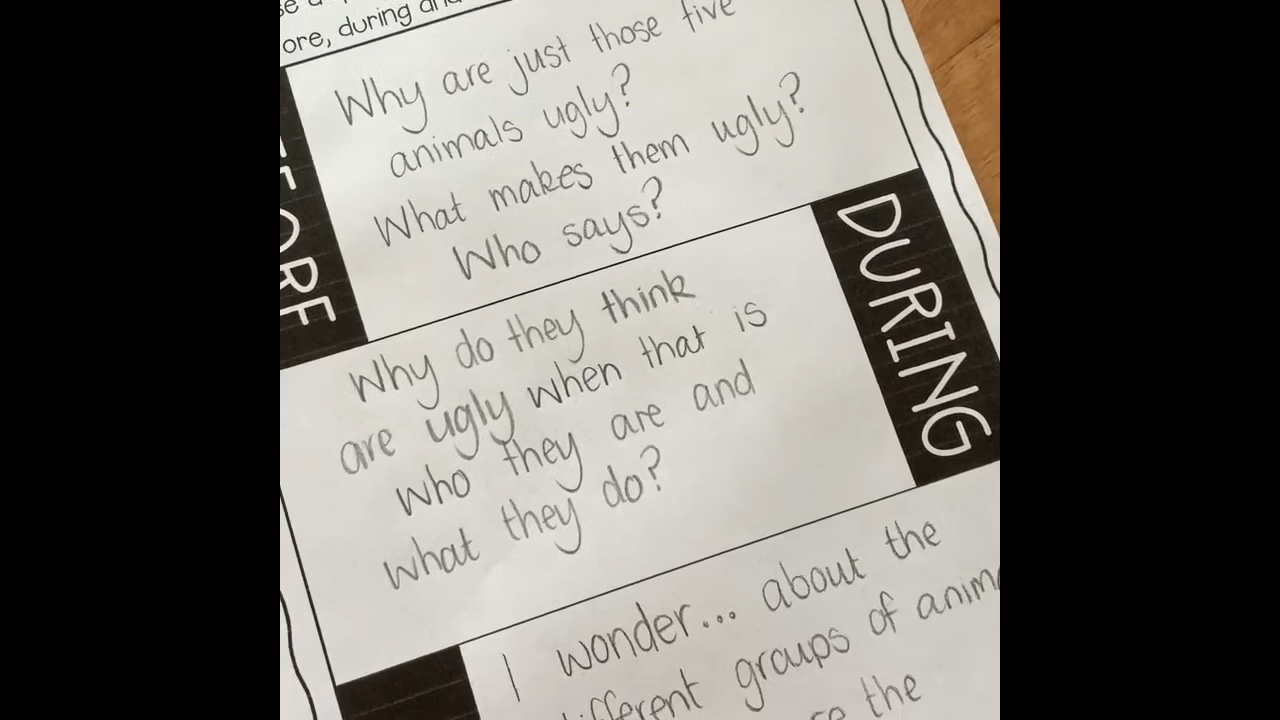 ore, during and
Why are just those five
animals ugly?
What makes them ugly?
Who says?
DURING
Why do they think
are ugly when that is
who they are and
what they do?
I wonder... about the
different groups of
the